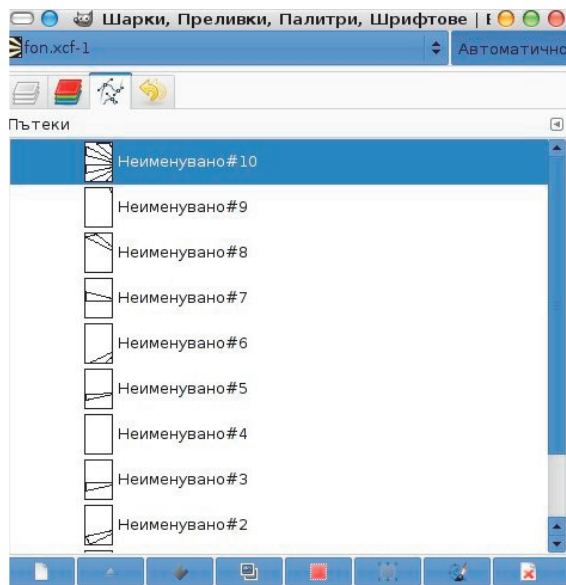 Шарки, Преливки, Палитри, Шрифтове |
fon.xcf-1
Автоматично
Пътеки
Неименувано#10
Неименувано#9
Неименувано#8
Неименувано#7
Неименувано#6
Неименувано#5
Неименувано#4
Неименувано#3
Неименувано#2